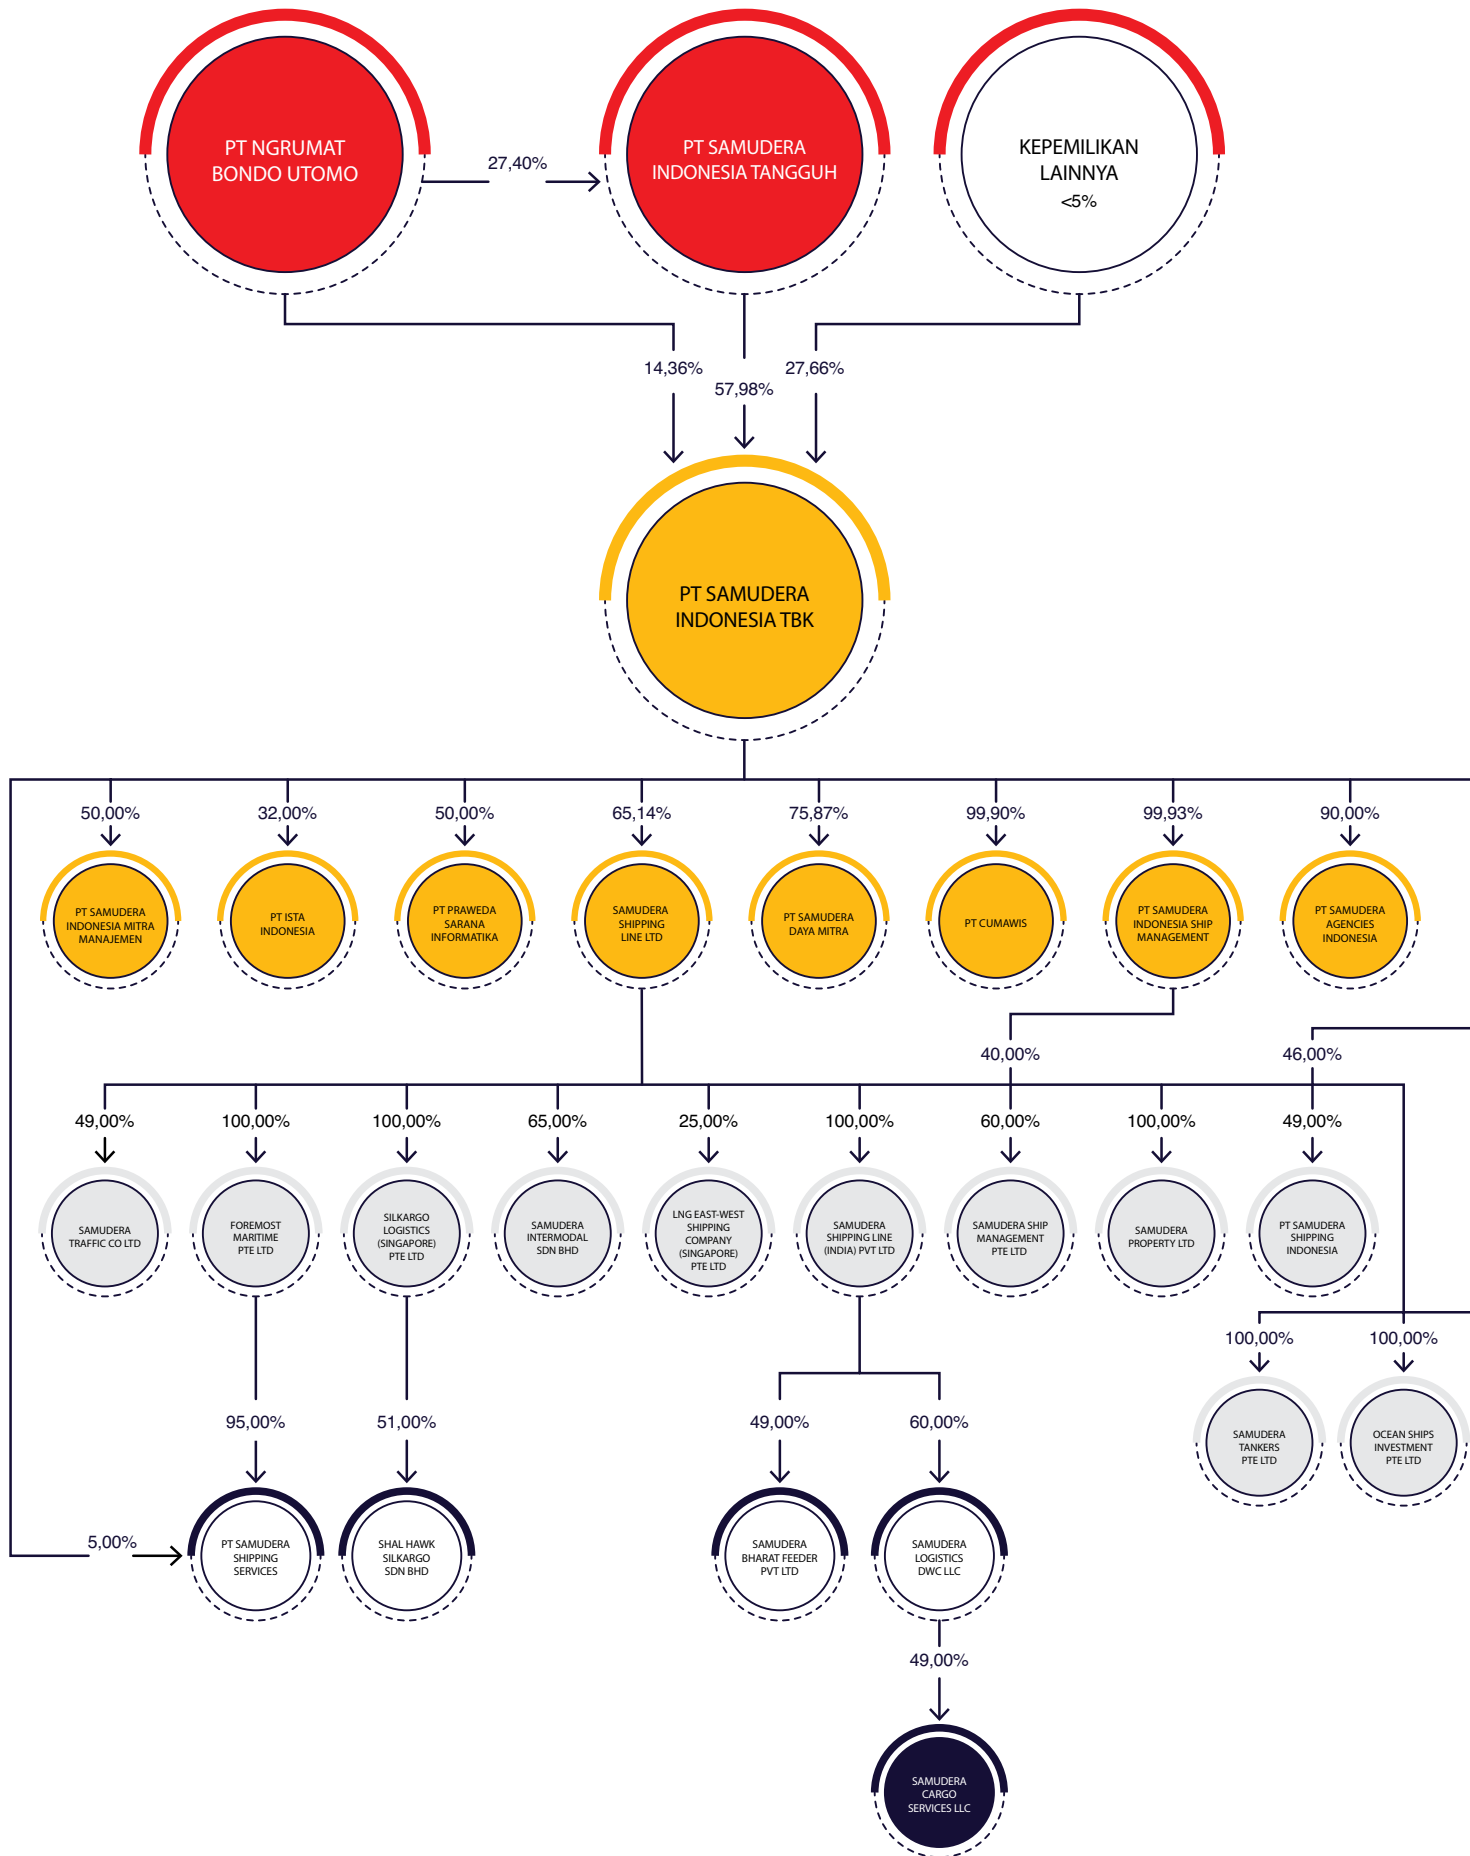 PT NGRUMAT
BONDO UTOMO
27,40%
PT SAMUDERA
INDONESIA TANGGUH
KEPEMILIKAN
LAINNYA
<5%
14,36%
57,98%
27,66%
PT SAMUDERA
INDONESIA TBK
50,00%
32,00%
50,00%
65,14%
75,87%
99,90%
99,93%
90,00%
PT SAMUDERA
INDONESIA MITRA
MANAJEMEN
PT ISTA
INDONESIA
PT PRAWEDA
SARANA
INFORMATIKA
SAMUDERA
SHIPPING
LINE LTD
PT SAMUDERA
DAYA MITRA
PT CUMAWIS
PT SAMUDERA
INDONESIA SHIP
MANAGEMENT
PT SAMUDERA
AGENCIES
INDONESIA
40,00%
46,00%
49,00%
100,00%
100,00%
65,00%
25,00%
100,00%
60,00%
100,00%
49,00%
SAMUDERA
TRAFFIC CO LTD
FOREMOST
MARITIME
PTE LTD
SILKARGO
LOGISTICS
(SINGAPORE)
PTE LTD
SAMUDERA
INTERMODAL
SDN BHD
LNG EAST-WEST
SHIPPING
COMPANY
(SINGAPORE)
PTE LTD
SAMUDERA
SHIPPING LINE
(INDIA) PVT LTD
SAMUDERA SHIP
MANAGEMENT
PTE LTD
SAMUDERA
PROPERTY LTD
PT SAMUDERA
SHIPPING
INDONESIA
100,00%
100,00%
SAMUDERA
TANKERS
PTE LTD
OCEAN SHIPS
INVESTMENT
PTE LTD
95,00%
51,00%
49,00%
60,00%
5,00%
PT SAMUDERA
SHIPPING
SERVICES
SHAL HAWK
SILKARGO
SDN BHD
SAMUDERA
BHARAT FEEDER
PVT LTD
SAMUDERA
LOGISTICS
DWC LLC
49,00%
SAMUDERA
CARGO
SERVICES LLC